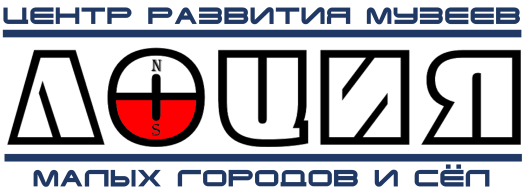 ЦЕНТР РАЗВИТИЯ МУЗЕЕВ
ЛОЦИЯ
N
S
МАЛЫХ ГОРОДОВ И СЁЛ